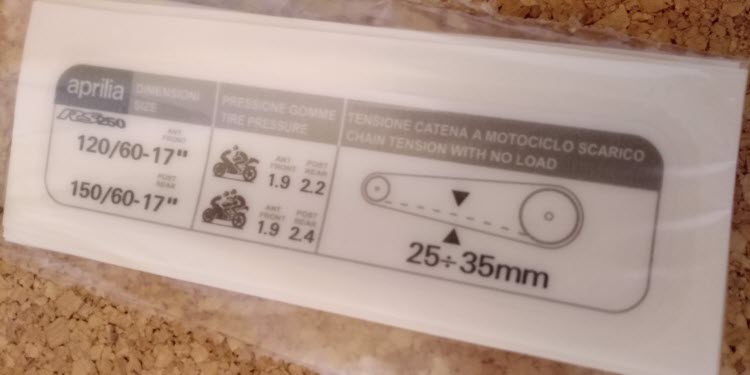 aprilia
DIMENSIONI
SIZE
RS250
ANT
FRONT
120/60-17"
POST
REAR
150/60-17"
PRESSIONE GOMME
TIRE PRESSURE
ANT
FRONT
POST
REAR
1.9 2.2
ANT
FRONT
POST
REAR
1.9 2.4
TENSIONE CATENA A MOTOCICLO SCARICO
CHAIN TENSION WITH NO LOAD
25÷35mm